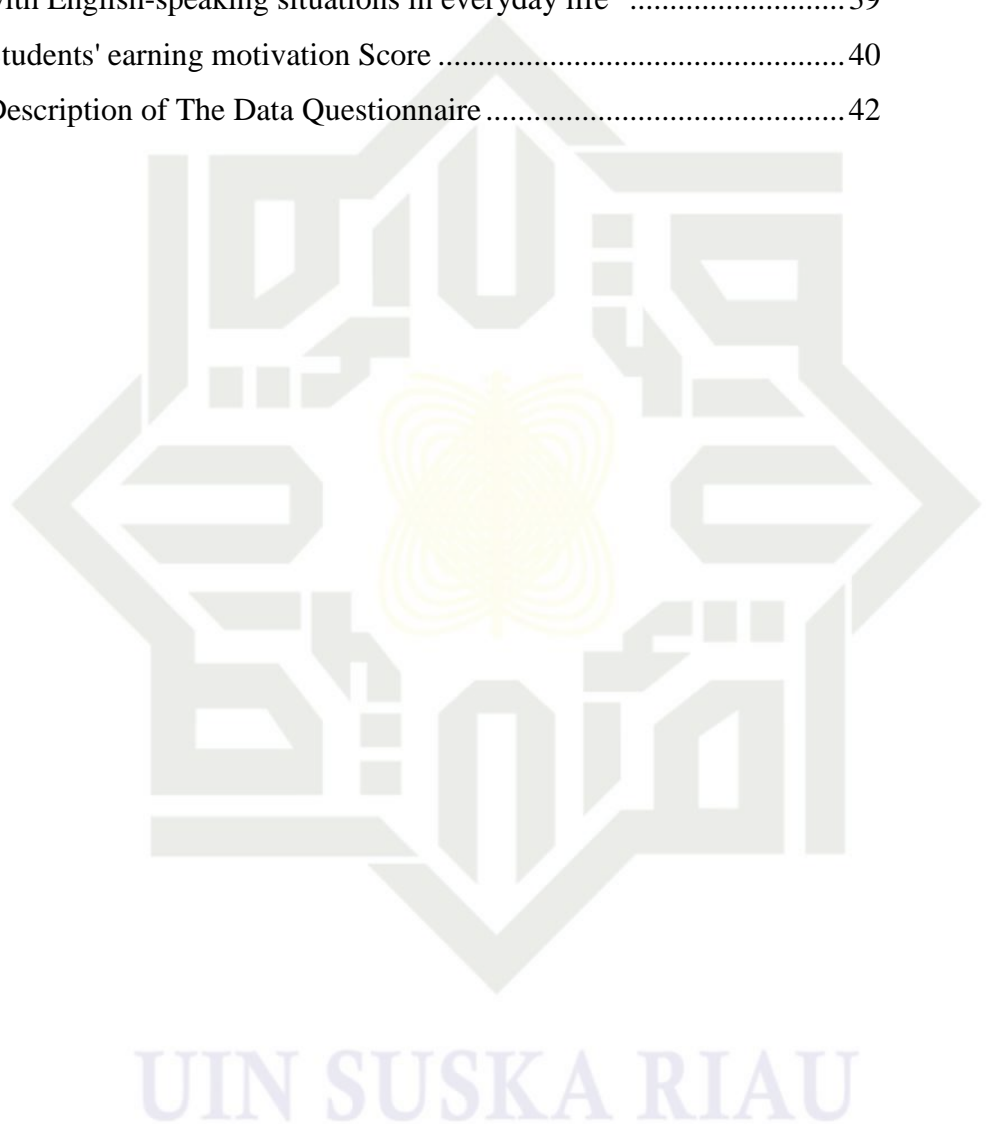 with English-speaking situations in everyday life" ...........................39
tudents' earning motivation Score ..................................................40
Description of The Data Questionnaire ............................................42
UIN SUSKA RIAU